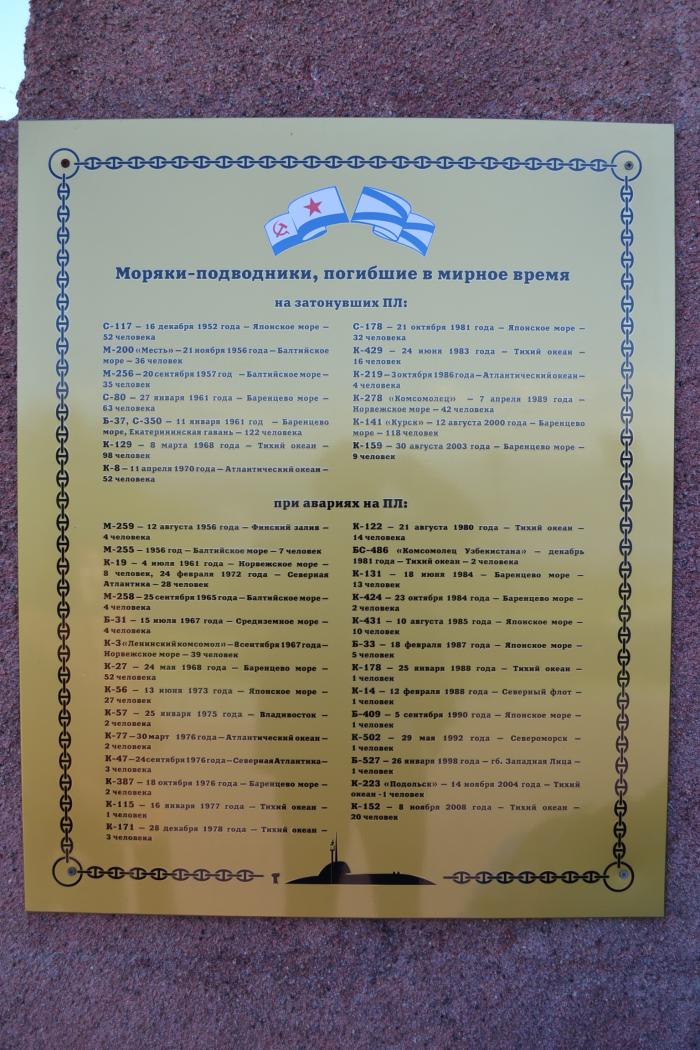 Моряки-подводники, погибшие в мирное время
на затонувших ПЛ:
С-117 — 16 декабря 1952 года — Японское море —
52 человека
М-200 «Месть» — 21 ноября 1956 года — Балтийское
море — 36 человек
М-256 — 20 сентября 1957 год — Балтийское море —
35 человек
С-80 — 27 января 1961 года — Баренцево море —
63 человека
Б-37, С-350 — 11 января 1961 год — Баренцево
море, Екатерининская гавань — 122 человека
К-129 — 8 марта 1968 года — Тихий океан —
98 человек
К-8 — 11 апреля 1970 года — Атлантический океан —
52 человека
С-178 — 21 октября 1981 года — Японское море —
32 человека
К-429 — 24 июня 1983 года — Тихий океан —
16 человек
К-219 — 3 октября 1986 года — Атлантический океан —
4 человека
К-278 «Комсомолец» — 7 апреля 1989 года —
Норвежское море — 42 человека
К-141 «Курск» — 12 августа 2000 года — Баренцево
море — 118 человек
К-159 — 30 августа 2003 года — Баренцево море —
9 человек
при авариях на ПЛ:
М-259 — 12 августа 1956 года — Финский залив —
4 человека
М-255 — 1956 год — Балтийское море — 7 человек
К-19 — 4 июля 1961 года — Норвежское море —
8 человек, 24 февраля 1972 года — Северная
Атлантика — 28 человек
М-258 — 25 сентября 1965 года — Балтийское море —
4 человека
Б-31 — 15 июля 1967 года — Средиземное море —
4 человека
К-3 «Ленинский комсомол» — 8 сентября 1967 года —
Норвежское море — 39 человек
К-27 — 24 мая 1968 года — Баренцево море —
52 человека
К-56 — 13 июня 1973 года — Японское море —
27 человек
К-57 — 25 января 1975 года — Владивосток —
2 человека
К-77 — 30 март 1976 года — Атлантический океан —
2 человека
К-47 — 24 сентября 1976 года — Северная Атлантика —
3 человека
К-387 — 18 октября 1976 года — Баренцево море —
2 человека
К-115 — 16 января 1977 года — Тихий океан —
1 человек
К-171 — 28 декабря 1978 года — Тихий океан —
3 человека
К-122 — 21 августа 1980 года — Тихий океан —
14 человек
БС-486 «Комсомолец Узбекистана» — декабрь
1981 года — Тихий океан — 2 человека
К-131 — 18 июня 1984 года — Баренцево море —
13 человек
К-424 — 23 октября 1984 года — Баренцево море —
2 человека
К-431 — 10 августа 1985 года — Японское море —
10 человек
Б-33 — 18 февраля 1987 года — Японское море —
5 человек
К-178 — 25 января 1988 года — Тихий океан —
1 человек
К-14 — 12 февраля 1988 года — Северный флот —
1 человек
Б-409 — 5 сентября 1990 года — Японское море —
1 человек
К-502 — 29 мая 1992 года — Североморск —
1 человек
Б-527 — 26 января 1998 года — гб. Западная Лица —
1 человек
К-223 «Подольск» — 14 ноября 2004 года — Тихий
океан - 1 человек
К-152 — 8 ноября 2008 года — Тихий океан —
20 человек